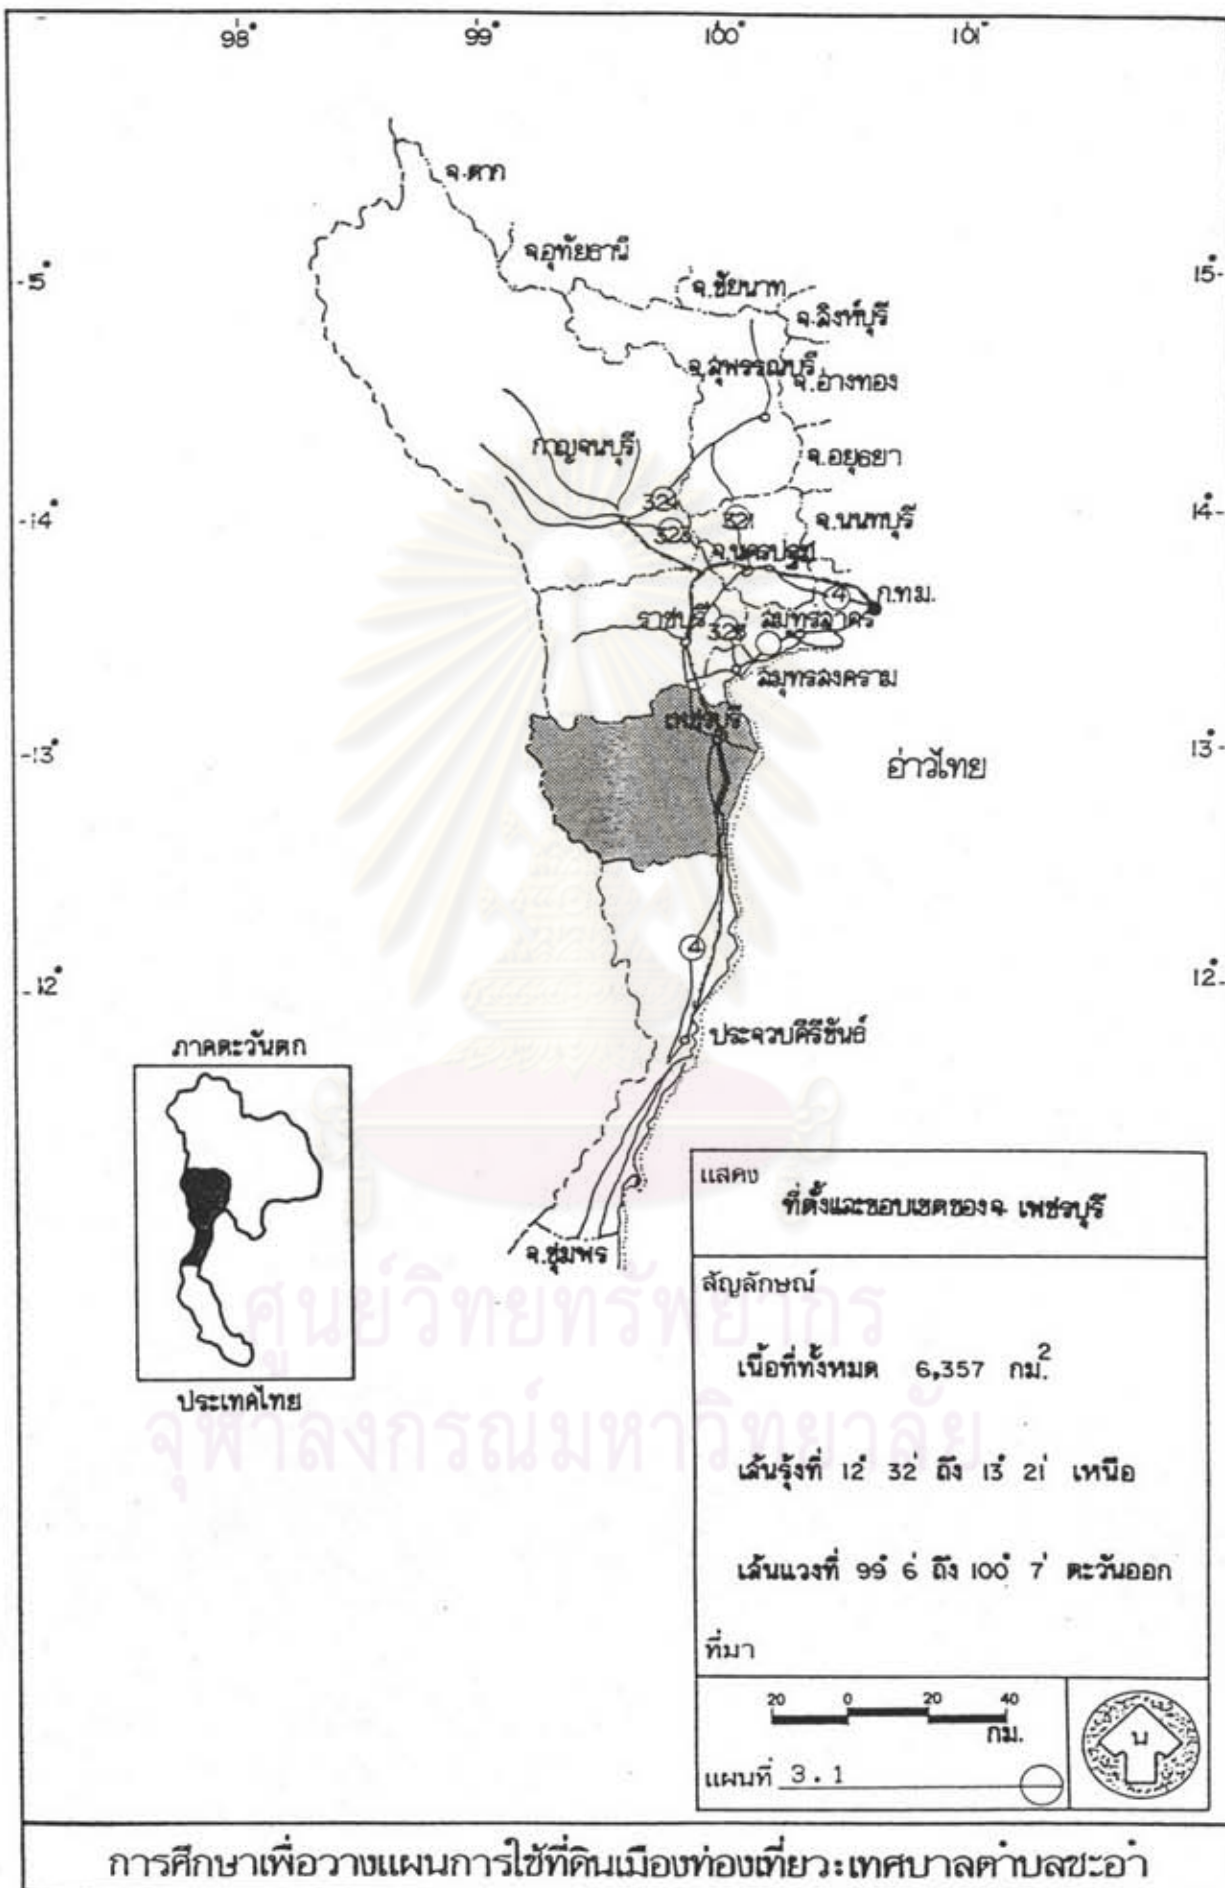 98° 99° 100° 101°
จ.ตาก
จ.อุทัยธานี
15° 15°
จ.ชัยนาท
จ.สิงห์บุรี
จ.สุพรรณบุรี
จ.อ่างทอง
กาญจนบุรี
จ.อยุธยา
324
321
14° 14°
จ.นนทบุรี
323
จ.นครปฐม
4
ก.ท.ม.
ราชบุรี
325
สมุทรสาคร
สมุทรสงคราม
เพชรบุรี
13° 13°
อ่าวไทย
4
12° 12°
ประจวบคีรีขันธ์
ภาคตะวันตก
ประเทศไทย
จ.ชุมพร
แสดง
ที่ตั้งและขอบเขตของจ. เพชรบุรี
สัญลักษณ์
เนื้อที่ทั้งหมด 6,357 กม.²
เส้นรุ้งที่ 12° 32' ถึง 13° 21' เหนือ
เส้นแวงที่ 99° 6' ถึง 100° 7' ตะวันออก
ที่มา
20 0 20 40
กม.
น
แผนที่ 3.1
ศูนย์วิทยทรัพยากร
จุฬาลงกรณ์มหาวิทยาลัย
การศึกษาเพื่อวางแผนการใช้ที่ดินเมืองท่องเที่ยว:เทศบาลตำบลชะอำ